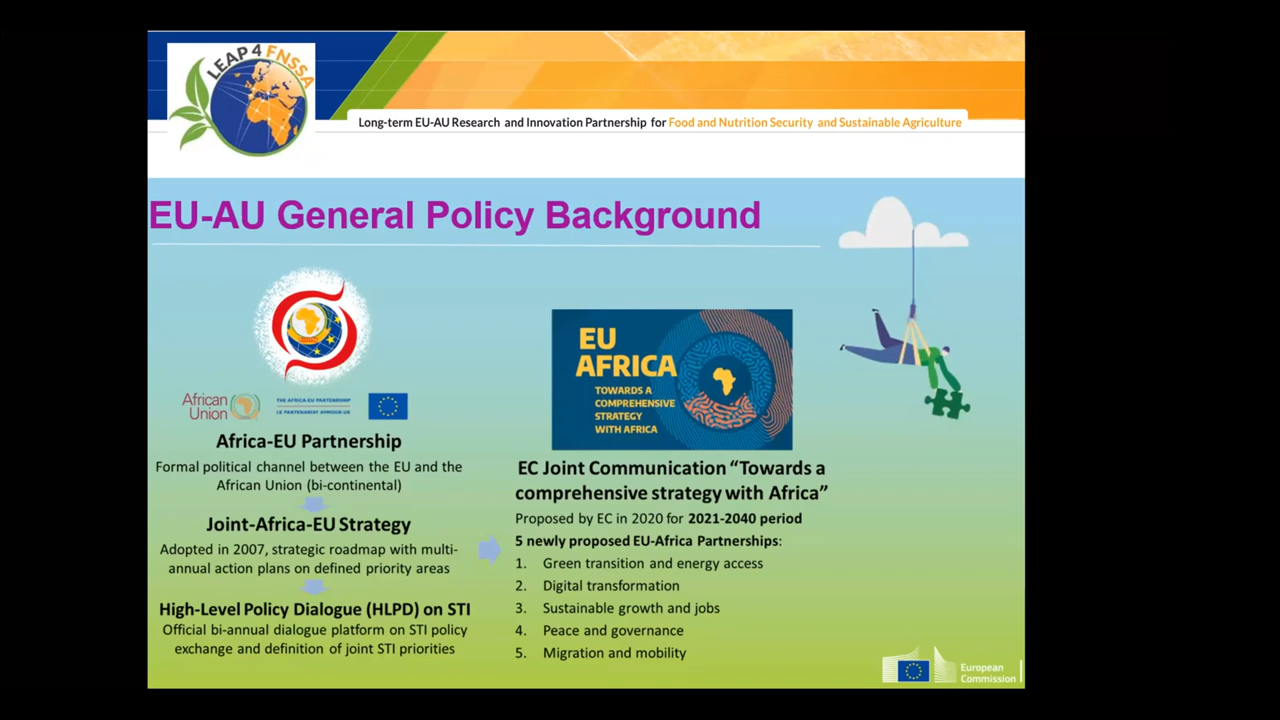 LEAP 4 FNSSA
Long-term EU-AU Research and Innovation Partnership for Food and Nutrition Security and Sustainable Agriculture
EU-AU General Policy Background
African
Union
THE AFRICA-EU PARTNERSHIP
LE PARTENARIAT AFRIQUE-UE
Africa-EU Partnership
Formal political channel between the EU and the
African Union (bi-continental)
Joint-Africa-EU Strategy
Adopted in 2007, strategic roadmap with multi-
annual action plans on defined priority areas
High-Level Policy Dialogue (HLPD) on STI
Official bi-annual dialogue platform on STI policy
exchange and definition of joint STI priorities
EU
AFRICA
TOWARDS A
COMPREHENSIVE
STRATEGY
WITH AFRICA
EC Joint Communication “Towards a
comprehensive strategy with Africa”
Proposed by EC in 2020 for 2021-2040 period
5 newly proposed EU-Africa Partnerships:
1. Green transition and energy access
2. Digital transformation
3. Sustainable growth and jobs
4. Peace and governance
5. Migration and mobility
European
Commission